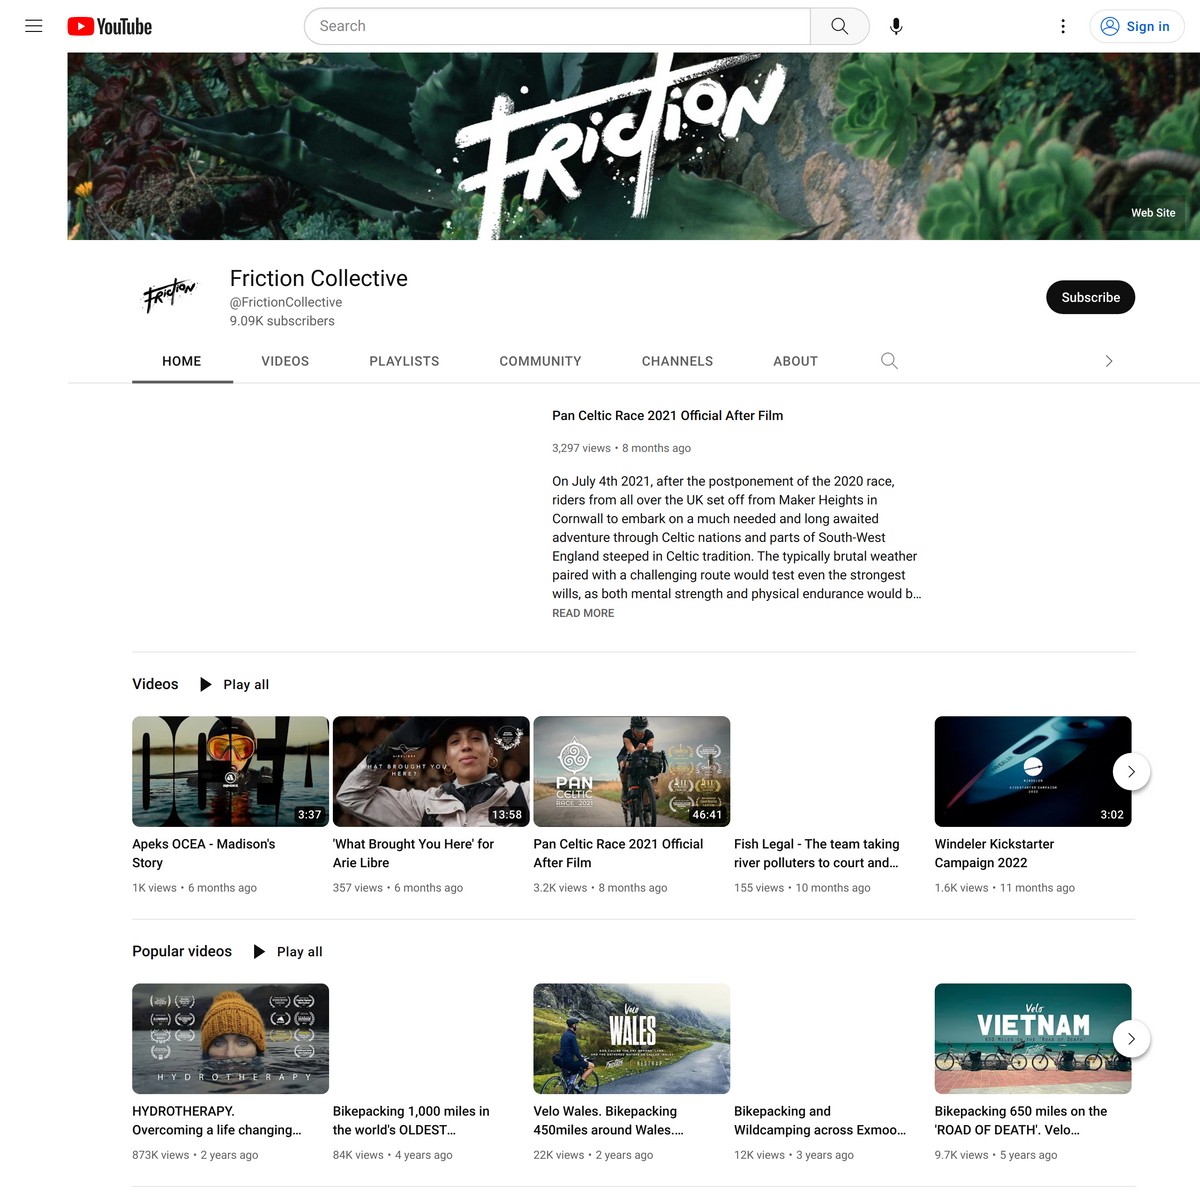 YouTube
Search
Sign in
FRicTiON
Web Site
FRicTiON
Friction Collective
@FrictionCollective
9.09K subscribers
Subscribe
HOME
VIDEOS
PLAYLISTS
COMMUNITY
CHANNELS
ABOUT
Pan Celtic Race 2021 Official After Film
3,297 views • 8 months ago
On July 4th 2021, after the postponement of the 2020 race,
riders from all over the UK set off from Maker Heights in
Cornwall to embark on a much needed and long awaited
adventure through Celtic nations and parts of South-West
England steeped in Celtic tradition. The typically brutal weather
paired with a challenging route would test even the strongest
wills, as both mental strength and physical endurance would b...
READ MORE
Videos
Play all
OCEA
3:37
Apeks OCEA - Madison's
Story
1K views • 6 months ago
WHAT BROUGHT YOU
HERE?
13:58
'What Brought You Here' for
Arie Libre
357 views • 6 months ago
PAN
CELTIC
RACE 2021
46:41
Pan Celtic Race 2021 Official
After Film
3.2K views • 8 months ago
Fish Legal - The team taking
river polluters to court and...
155 views • 10 months ago
WINDELER
KICKSTARTER CAMPAIGN
2022
3:02
Windeler Kickstarter
Campaign 2022
1.6K views • 11 months ago
Popular videos
Play all
HYDROTHERAPY
HYDROTHERAPY.
Overcoming a life changing...
873K views • 2 years ago
Bikepacking 1,000 miles in
the world's OLDEST...
84K views • 4 years ago
Velo
WALES
Velo Wales. Bikepacking
450miles around Wales....
22K views • 2 years ago
Bikepacking and
Wildcamping across Exmoo...
12K views • 3 years ago
Velo
VIETNAM
650 MILES ON THE 'ROAD OF DEATH'
Bikepacking 650 miles on the
'ROAD OF DEATH'. Velo...
9.7K views • 5 years ago